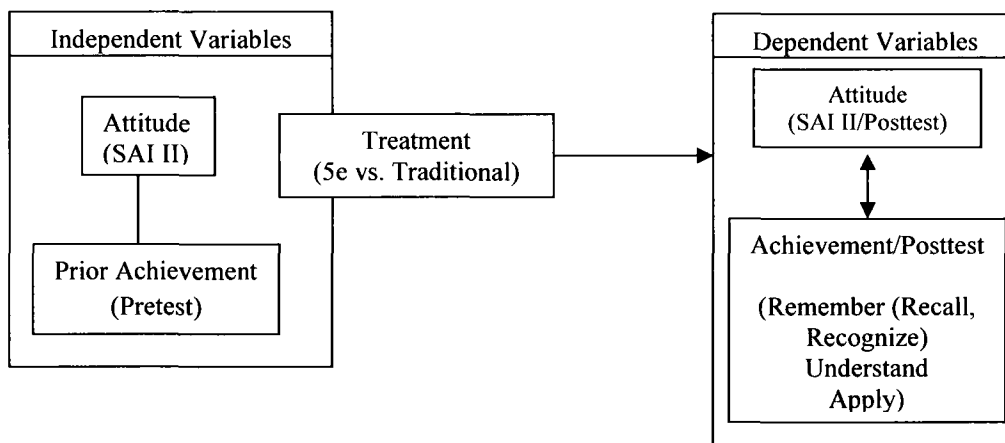 Independent Variables
Attitude
(SAI II)
Prior Achievement
(Pretest)
Treatment
(5e vs. Traditional)
Dependent Variables
Attitude
(SAI II/Posttest)
Achievement/Posttest
(Remember (Recall,
Recognize)
Understand
Apply)